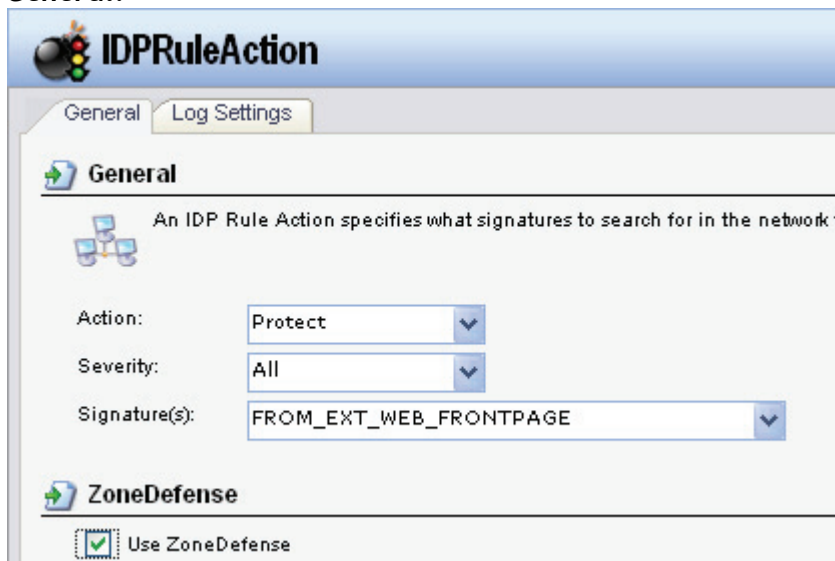 IDPRuleAction
General Log Settings
General
An IDP Rule Action specifies what signatures to search for in the network
Action: Protect
Severity: All
Signature(s): FROM_EXT_WEB_FRONTPAGE
ZoneDefense
Use ZoneDefense